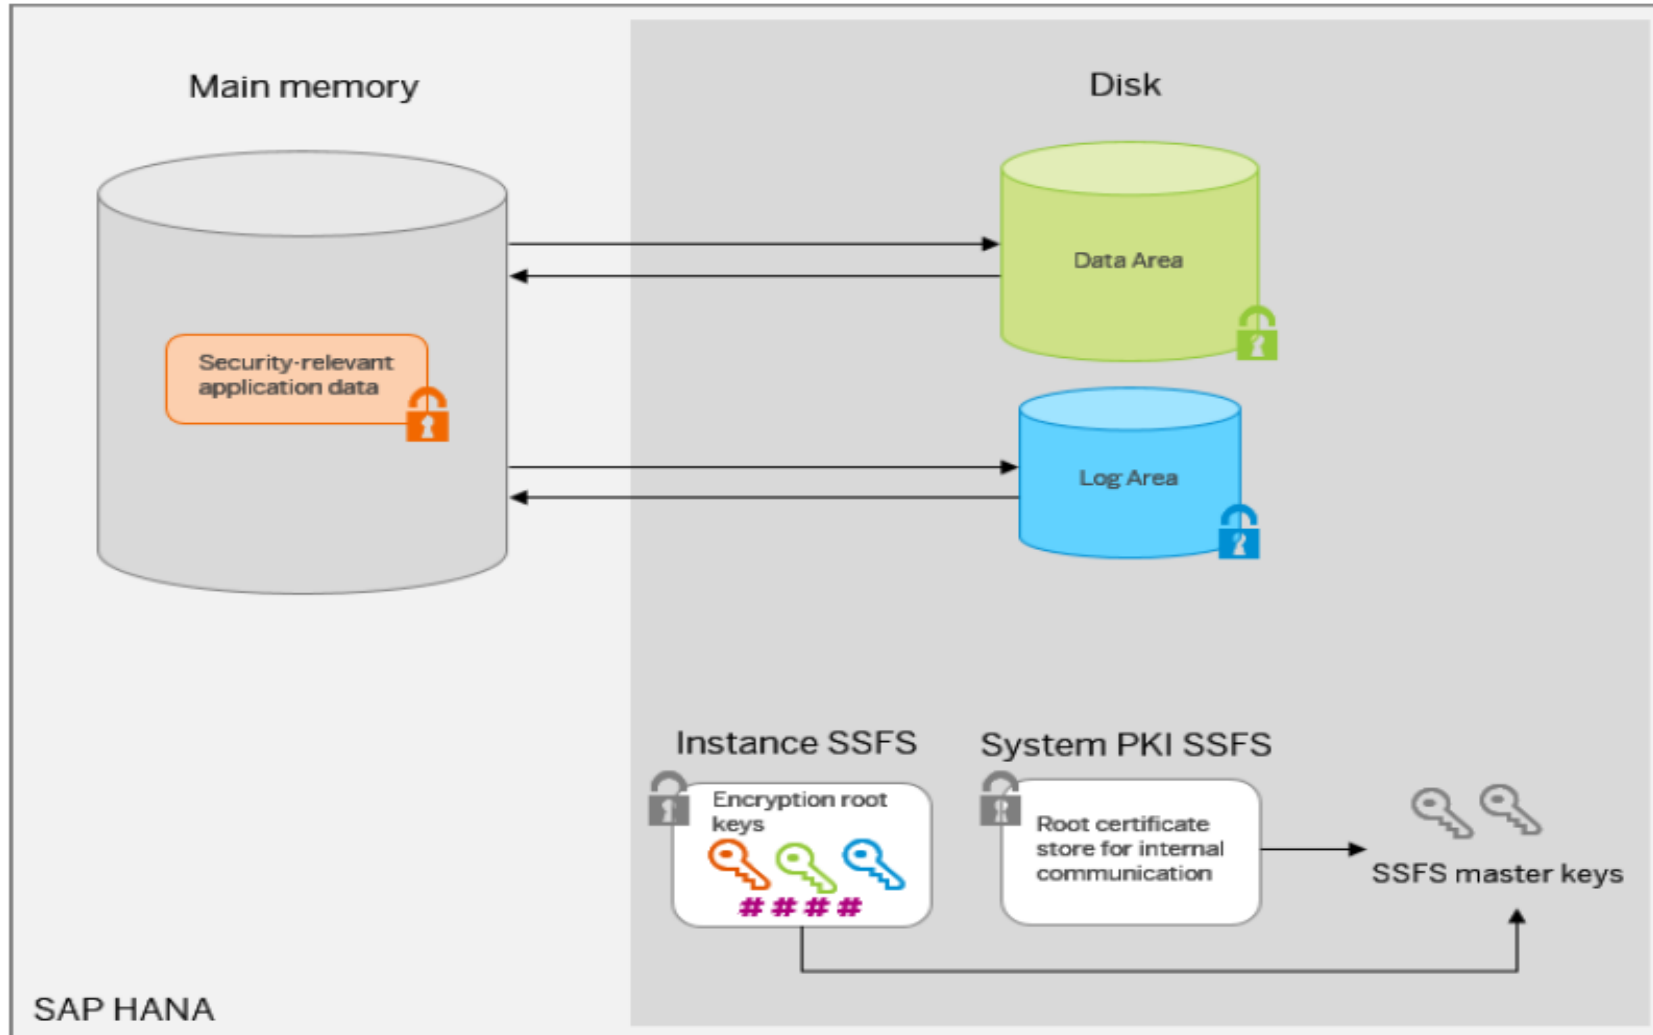 Main memory
Disk
Data Area
Security-relevant
application data
Log Area
Instance SSFS
System PKI SSFS
Encryption root
keys
####
Root certificate
store for internal
communication
SSFS master keys
SAP HANA